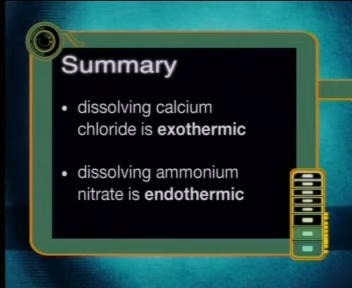 Summary
• dissolving calcium
chloride is exothermic
• dissolving ammonium
nitrate is endothermic